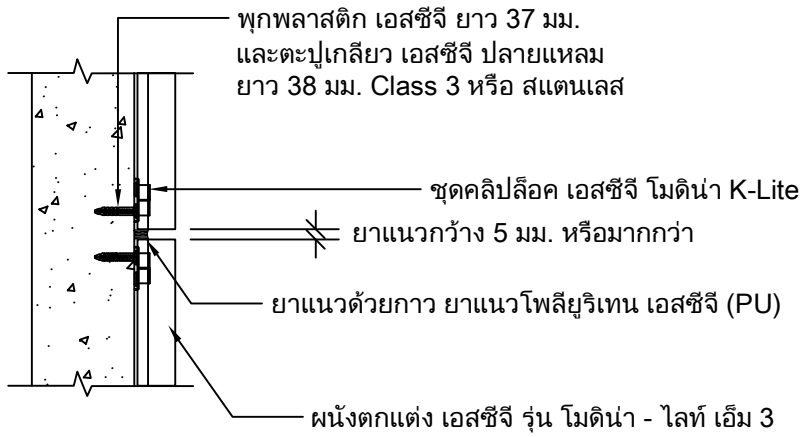 พุกพลาสติก เอสซีจี ยาว 37 มม.
และตะปูเกลียว เอสซีจี ปลายแหลม
ยาว 38 มม. Class 3 หรือ สแตนเลส
ชุดคลิปล็อค เอสซีจี โมดิน่า K-Lite
ยาแนวกว้าง 5 มม. หรือมากกว่า
ยาแนวด้วยกาว ยาแนวโพลียูริเทน เอสซีจี (PU)
ผนังตกแต่ง เอสซีจี รุ่น โมดิน่า - ไลท์ เอ็ม 3